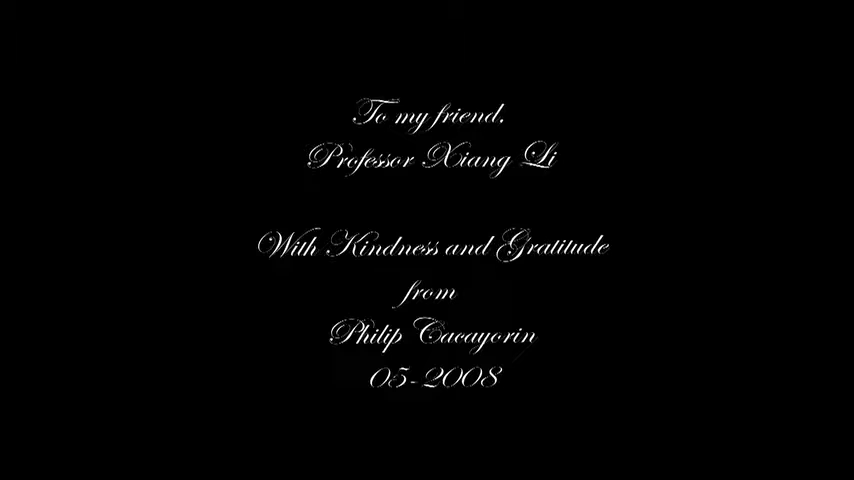 To my friend,
Professor Xiang Li
With Kindness and Gratitude
from
Philip Cacayorin
05-2008